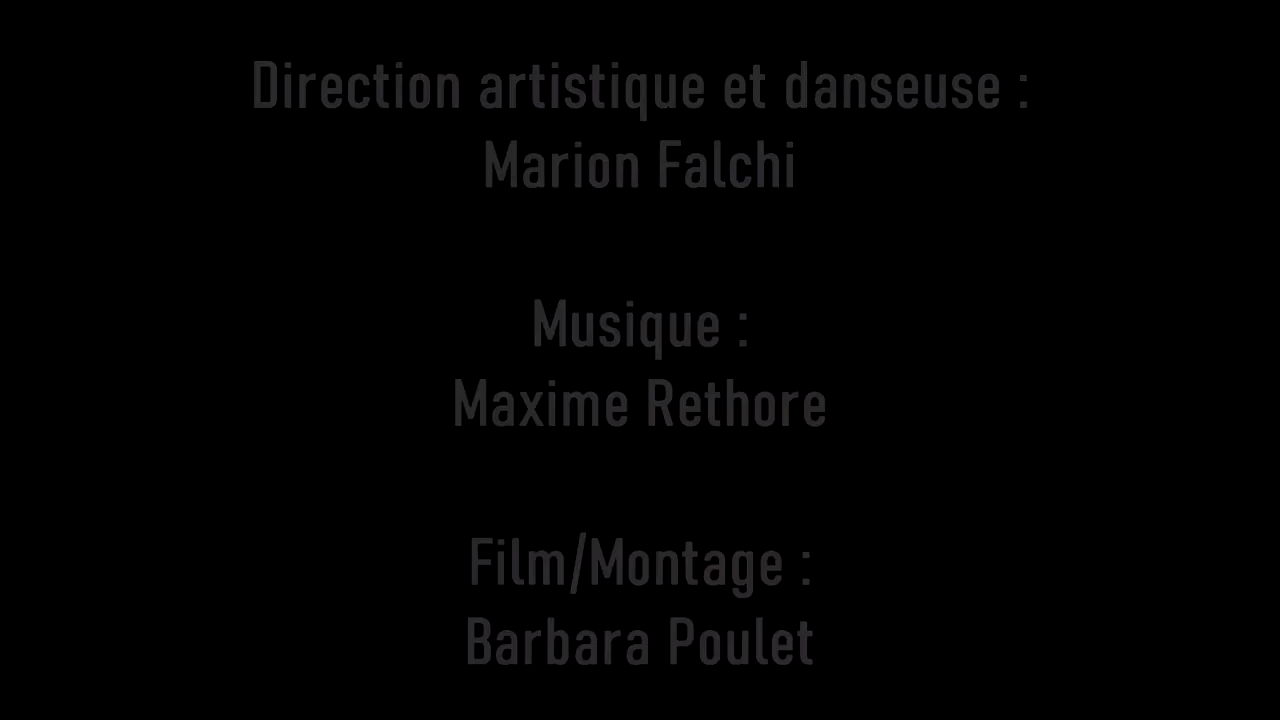 Direction artistique et danseuse :
Marion Falchi
Musique :
Maxime Rethore
Film/Montage :
Barbara Poulet